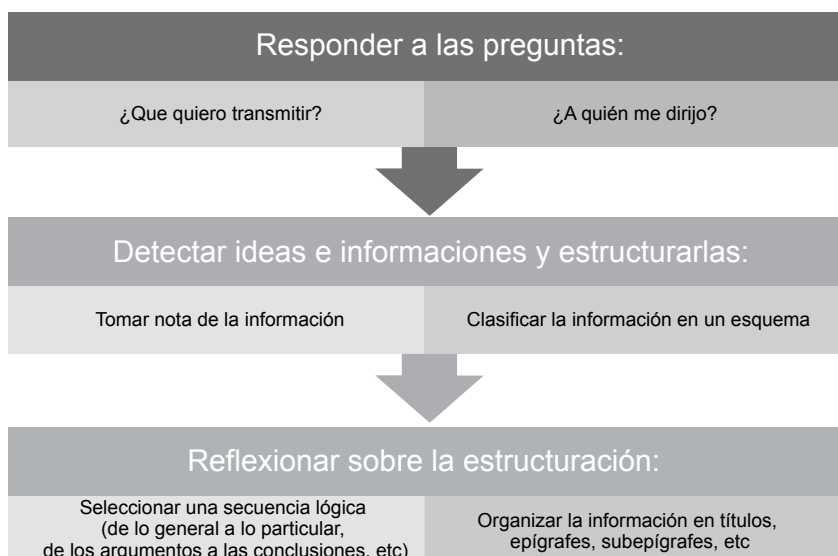 Responder a las preguntas:
¿Que quiero transmitir?
¿A quién me dirijo?
Detectar ideas e informaciones y estructurarlas:
Tomar nota de la información
Clasificar la información en un esquema
Reflexionar sobre la estructuración:
Seleccionar una secuencia lógica
(de lo general a lo particular,
de los argumentos a las conclusiones, etc)
Organizar la información en títulos,
epígrafes, subepígrafes, etc